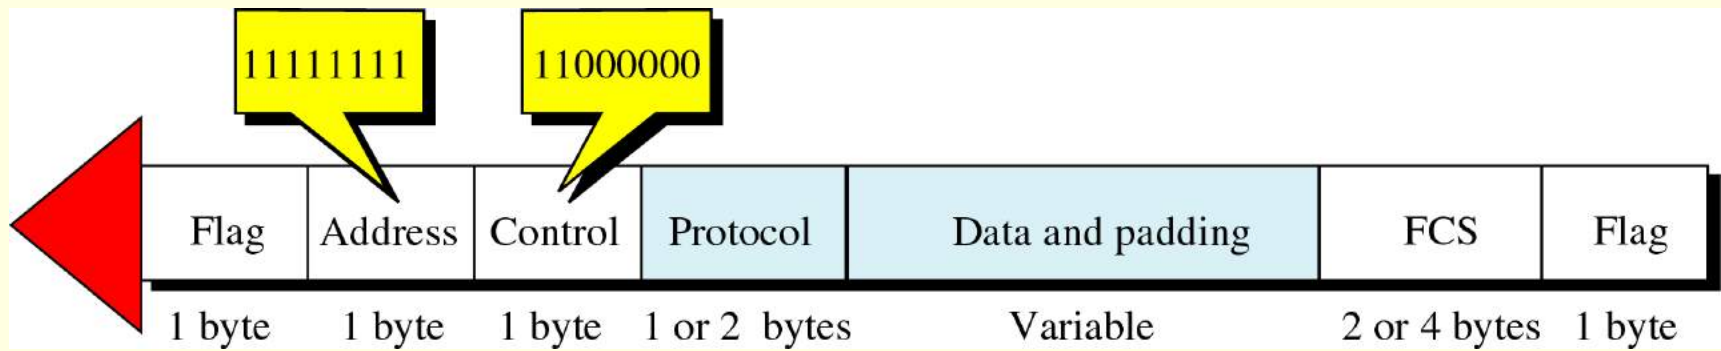 11111111 11000000
Flag Address Control Protocol Data and padding FCS Flag
1 byte 1 byte 1 byte 1 or 2 bytes Variable 2 or 4 bytes 1 byte